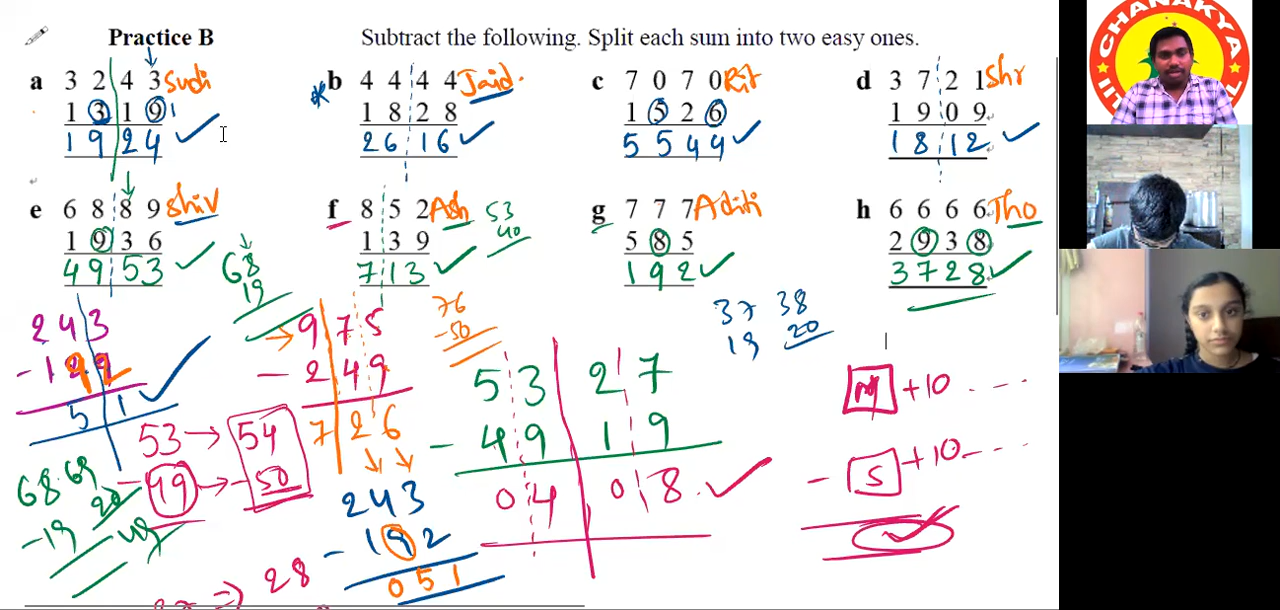 Practice B Subtract the following. Split each sum into two easy ones.
a 3 2 4 3 Sudi b 4 4 4 4 Jaid. c 7 0 7 0 Rit d 3 7 2 1 Shr
1 3 1 9 1 8 2 8 1 5 2 6 1 9 0 9
1 9 2 4 2 6 1 6 5 5 4 4 1 8 1 2
e 6 8 8 9 Shiv f 8 5 2 Ash g 7 7 7 Aditi h 6 6 6 6 Tho
1 9 3 6 1 3 9 5 8 5 2 9 3 8
4 9 5 3 7 1 3 1 9 2 3 7 2 8
53
40
68
19
243
51
975
- 249
726
76
-50
53 27
- 49 19
04 08
37 38
19 20
+10 - - -
- 5 +10 - - -
53 → 54
- 49 → - 50
68 69
-19 20
49
243
- 192
051
28
CHANAKYA